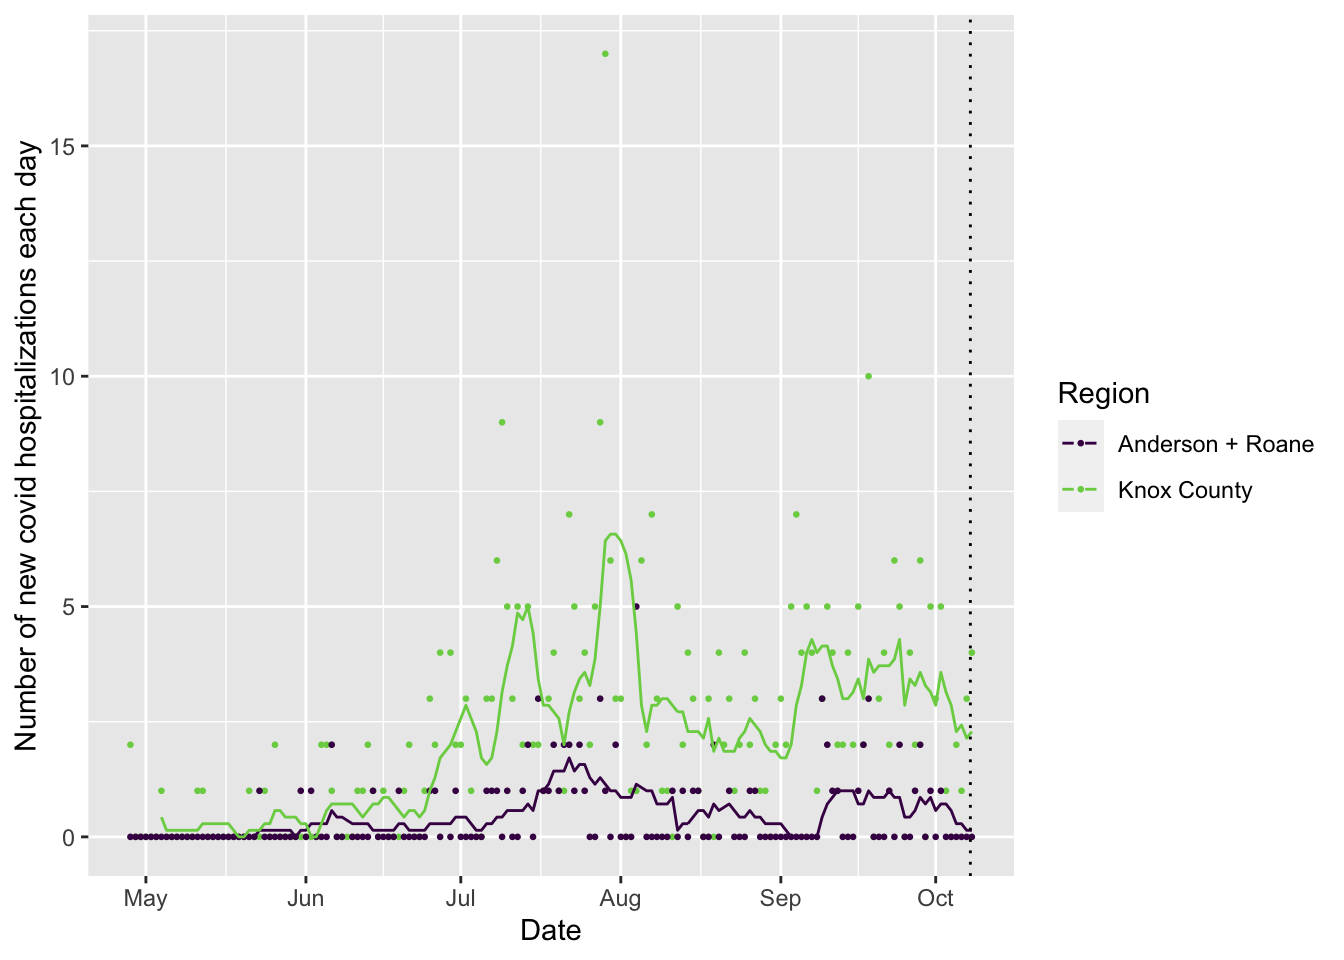 Number of new covid hospitalizations each day
15
10
5
0
May Jun Jul Aug Sep Oct
Date
Region
Anderson + Roane
Knox County